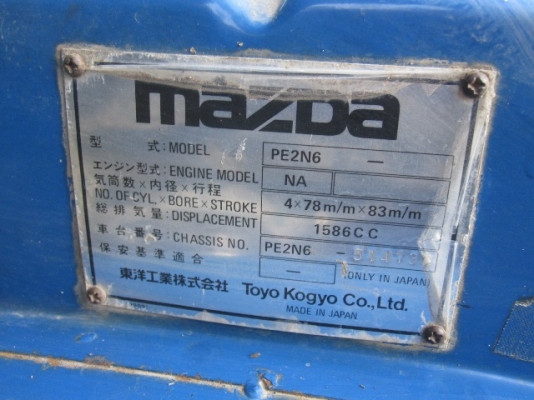 mazda
型 式:MODEL PE2N6 —
エンジン型式:ENGINE MODEL NA
気筒数×内径×行程
NO.OF CYL.×BORE×STROKE 4×78m/m×83m/m
総排気量:DISPLACEMENT 1586CC
車台番号:CHASSIS NO. PE2N6 -
保安基準適合 — ONLY IN JAPAN
東洋工業株式会社 Toyo Kogyo Co.,Ltd.
MADE IN JAPAN